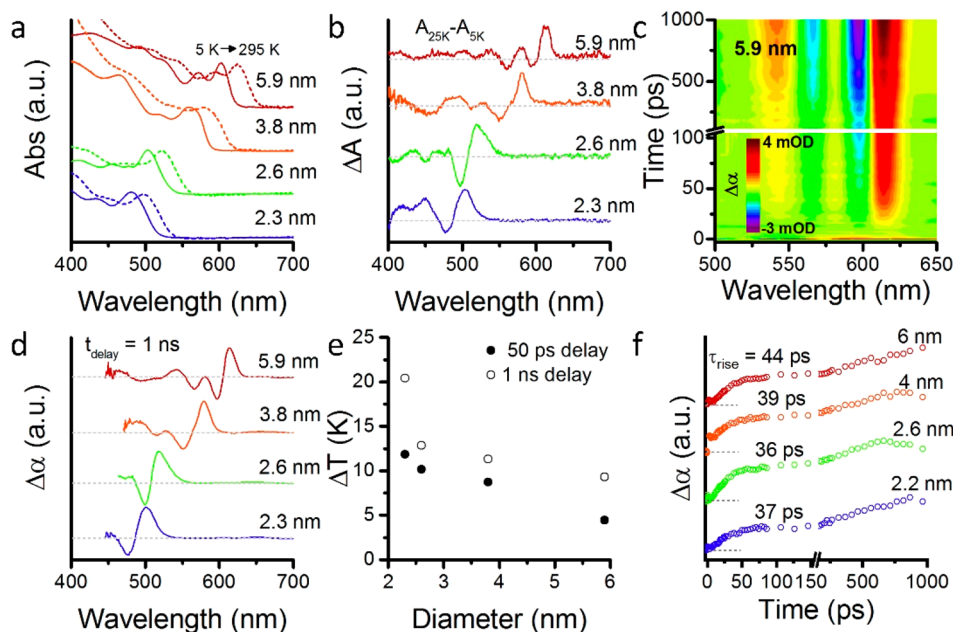 a
Abs (a.u.)
5 K→295 K
5.9 nm
3.8 nm
2.6 nm
2.3 nm
400 500 600 700
Wavelength (nm)
b
ΔA (a.u.)
A25K-A5K
5.9 nm
3.8 nm
2.6 nm
2.3 nm
400 500 600 700
Wavelength (nm)
c
Time (ps)
1000
500
100
50
0
5.9 nm
4 mOD
Δα
-3 mOD
500 550 600 650
Wavelength (nm)
d
Δα (a.u.)
tdelay = 1 ns
5.9 nm
3.8 nm
2.6 nm
2.3 nm
400 500 600 700
Wavelength (nm)
e
ΔT (K)
25
20
15
10
5
0
50 ps delay
1 ns delay
2 3 4 5 6
Diameter (nm)
f
Δα (a.u.)
τrise = 44 ps
6 nm
39 ps
4 nm
36 ps
2.6 nm
37 ps
2.2 nm
0 50 100 500 1000
Time (ps)